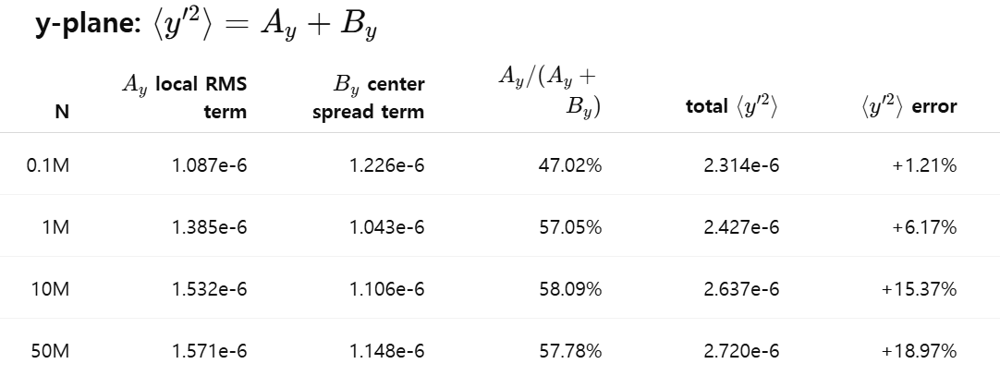 y-plane: ⟨y′²⟩ = A_y + B_y
N | A_y local RMS term | B_y center spread term | A_y/(A_y + B_y) | total ⟨y′²⟩ | ⟨y′²⟩ error
0.1M | 1.087e-6 | 1.226e-6 | 47.02% | 2.314e-6 | +1.21%
1M | 1.385e-6 | 1.043e-6 | 57.05% | 2.427e-6 | +6.17%
10M | 1.532e-6 | 1.106e-6 | 58.09% | 2.637e-6 | +15.37%
50M | 1.571e-6 | 1.148e-6 | 57.78% | 2.720e-6 | +18.97%